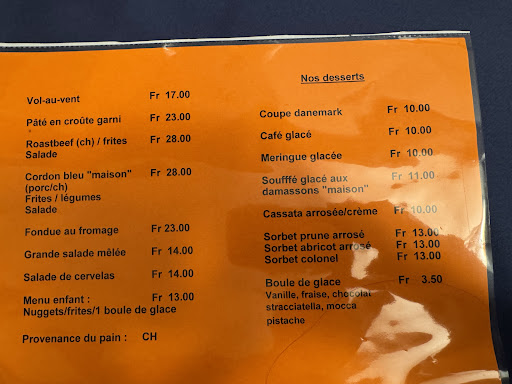 Vol-au-vent Fr 17.00
Pâté en croûte garni Fr 23.00
Roastbeef (ch) / frites Fr 28.00
Salade
Cordon bleu "maison" Fr 28.00
(porc/ch)
Frites / légumes
Salade
Fondue au fromage Fr 23.00
Grande salade mêlée Fr 14.00
Salade de cervelas Fr 14.00
Menu enfant : Fr 13.00
Nuggets/frites/1 boule de glace
Provenance du pain : CH
Nos desserts
Coupe danemark Fr 10.00
Café glacé Fr 10.00
Meringue glacée Fr 10.00
Soufffé glacé aux Fr 11.00
damassons "maison"
Cassata arrosée/crème Fr 10.00
Sorbet prune arrosé Fr 13.00
Sorbet abricot arrosé Fr 13.00
Sorbet colonel Fr 13.00
Boule de glace Fr 3.50
Vanille, fraise, chocolat
stracciatella, mocca
pistache